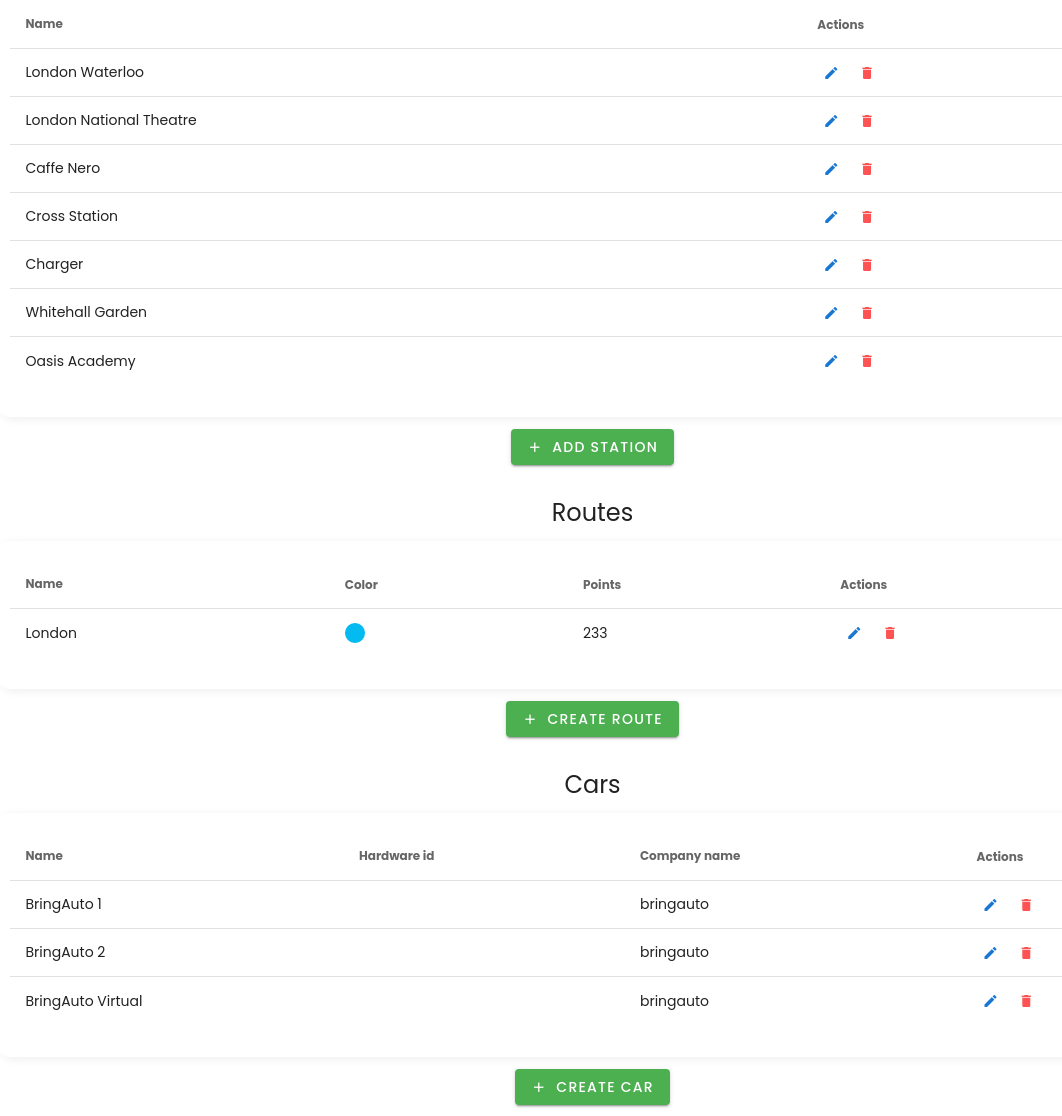 Name Actions
London Waterloo
London National Theatre
Caffe Nero
Cross Station
Charger
Whitehall Garden
Oasis Academy
+ ADD STATION
Routes
Name Color Points Actions
London 233
+ CREATE ROUTE
Cars
Name Hardware id Company name Actions
BringAuto 1 bringauto
BringAuto 2 bringauto
BringAuto Virtual bringauto
+ CREATE CAR